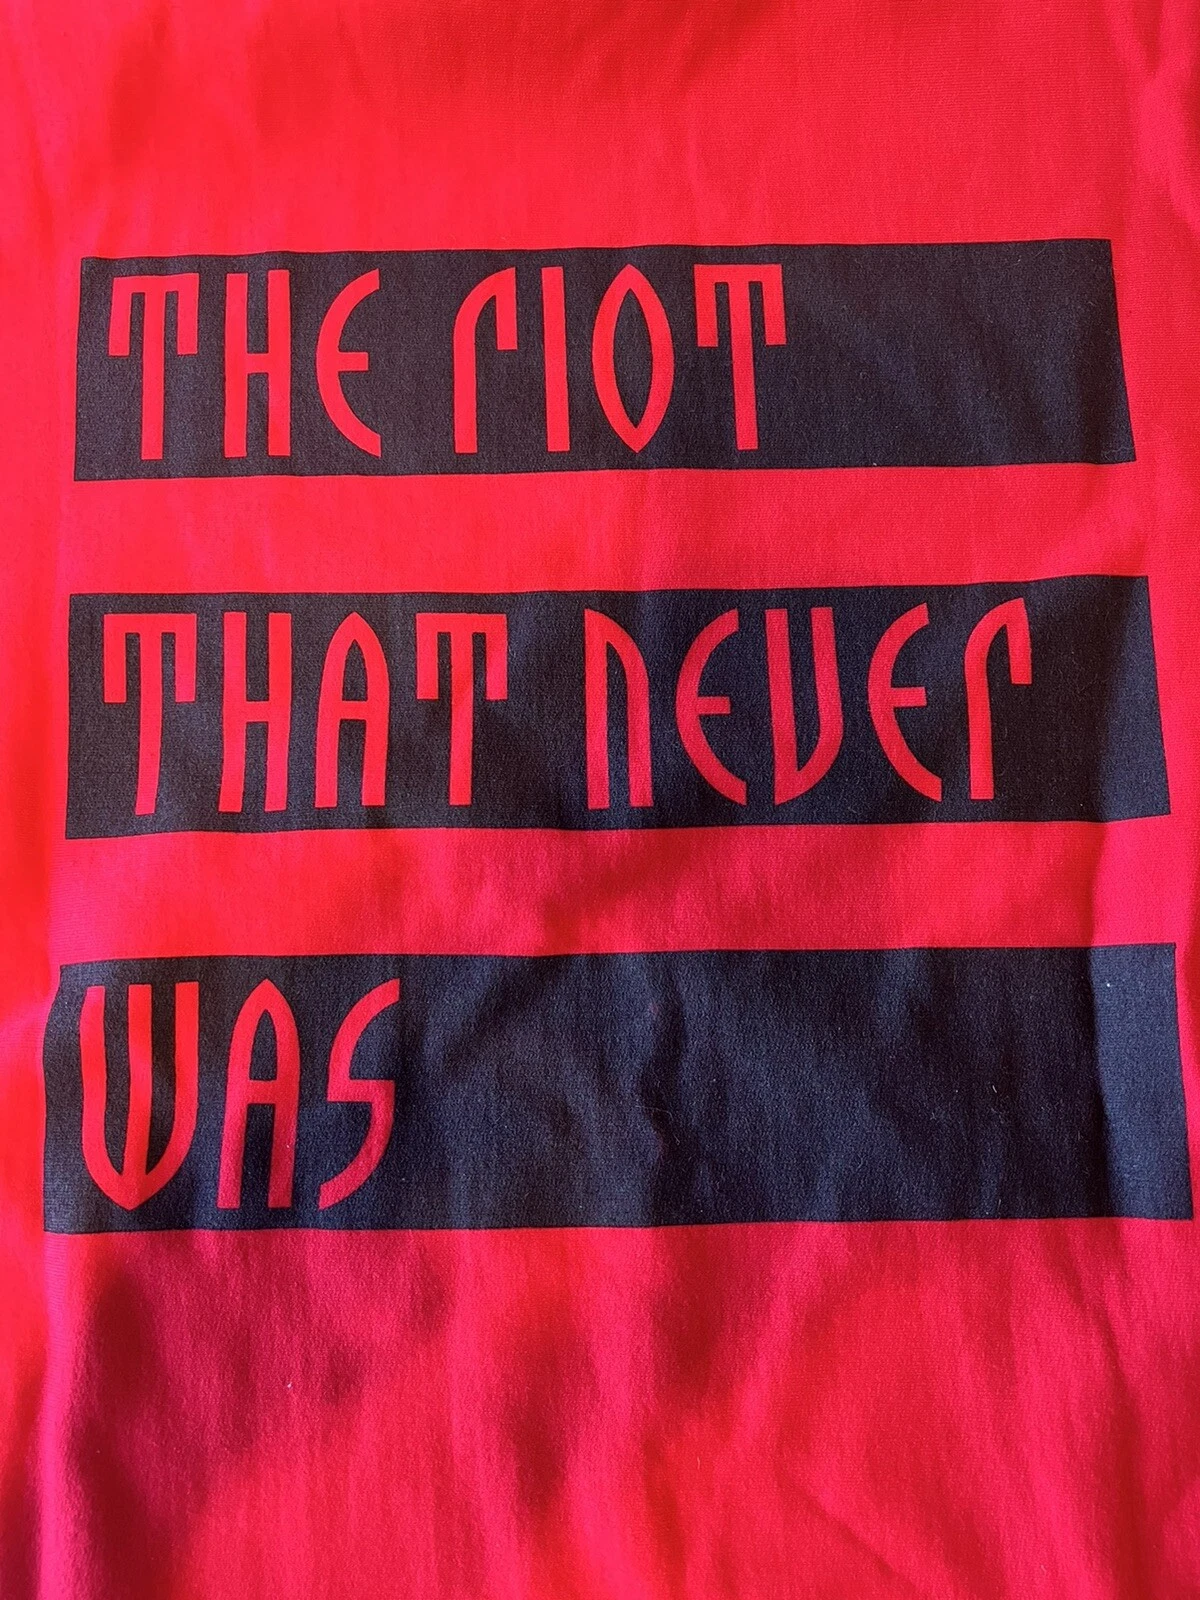 THE RIOT
THAT NEVER
WAS